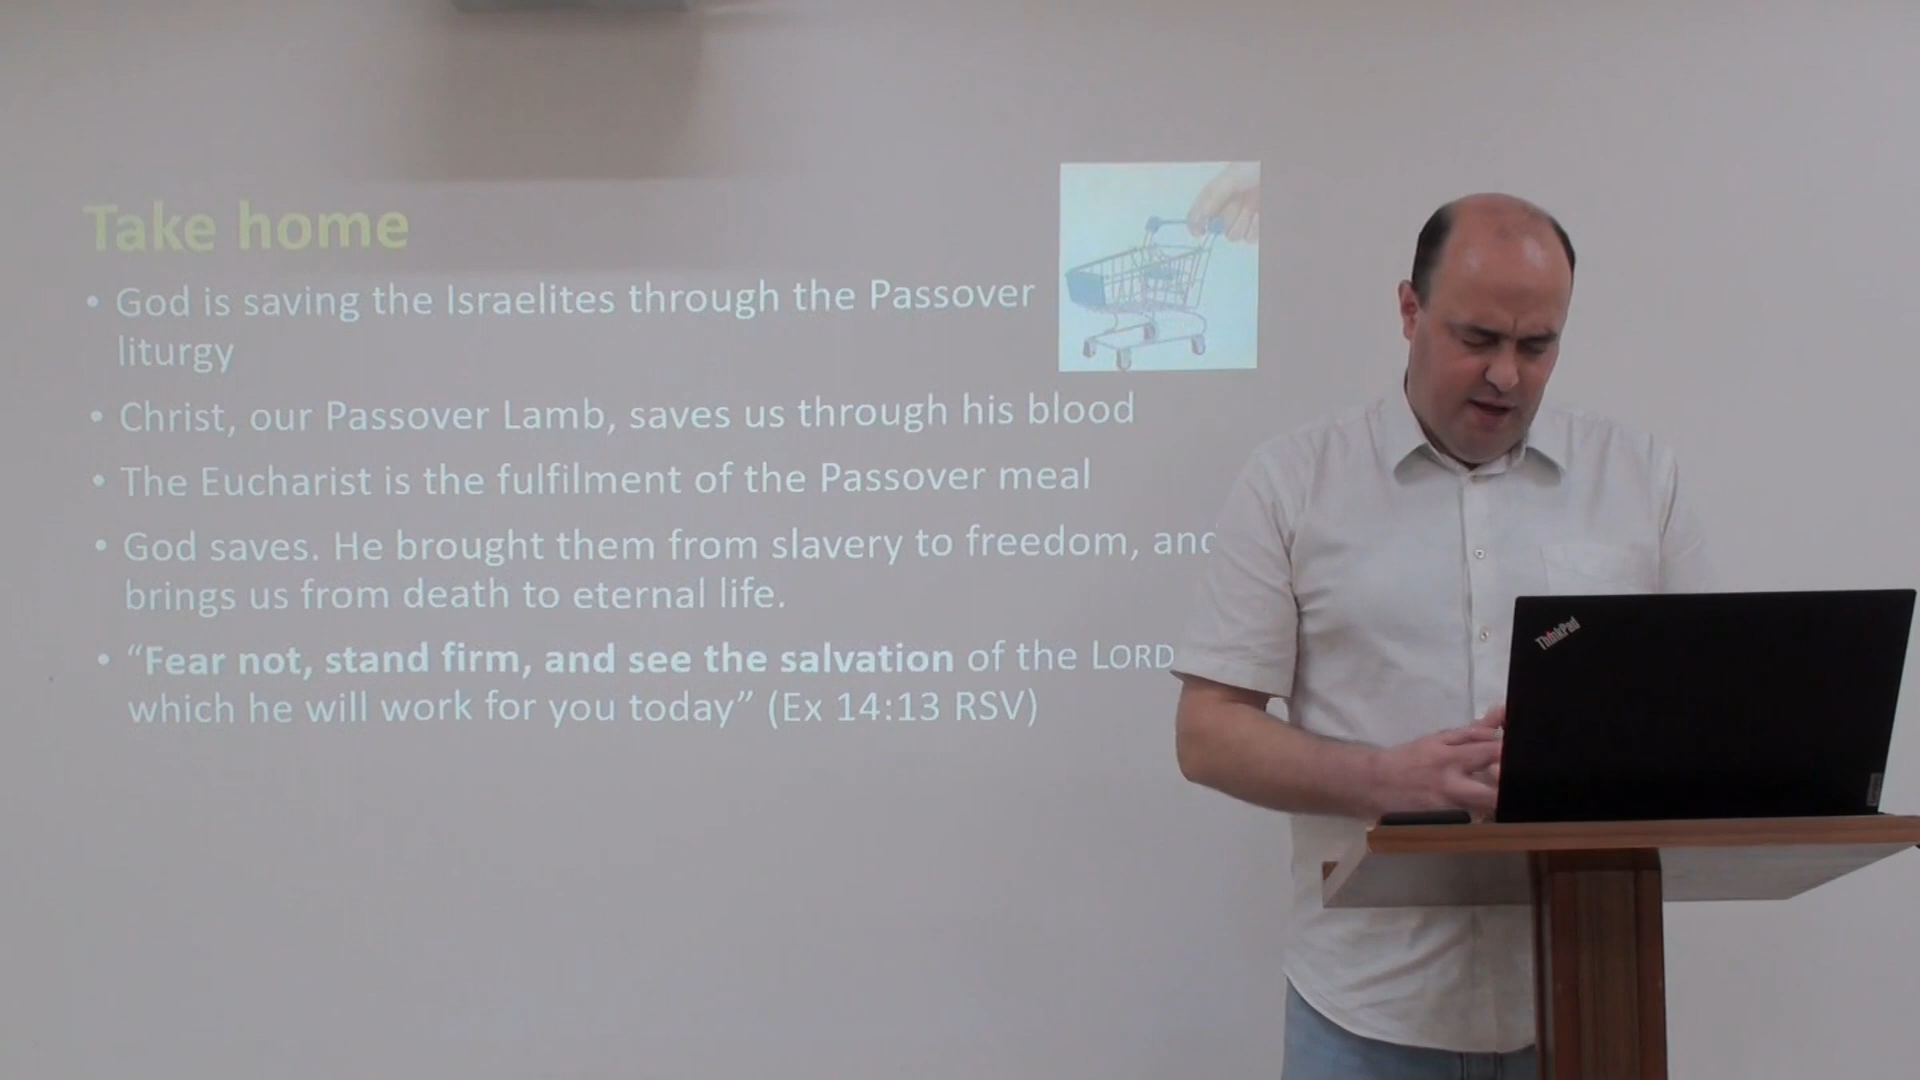 Take home
• God is saving the Israelites through the Passover
liturgy
• Christ, our Passover Lamb, saves us through his blood
• The Eucharist is the fulfilment of the Passover meal
• God saves. He brought them from slavery to freedom, and
brings us from death to eternal life.
• “Fear not, stand firm, and see the salvation of the LORD
which he will work for you today” (Ex 14:13 RSV)
ThinkPad